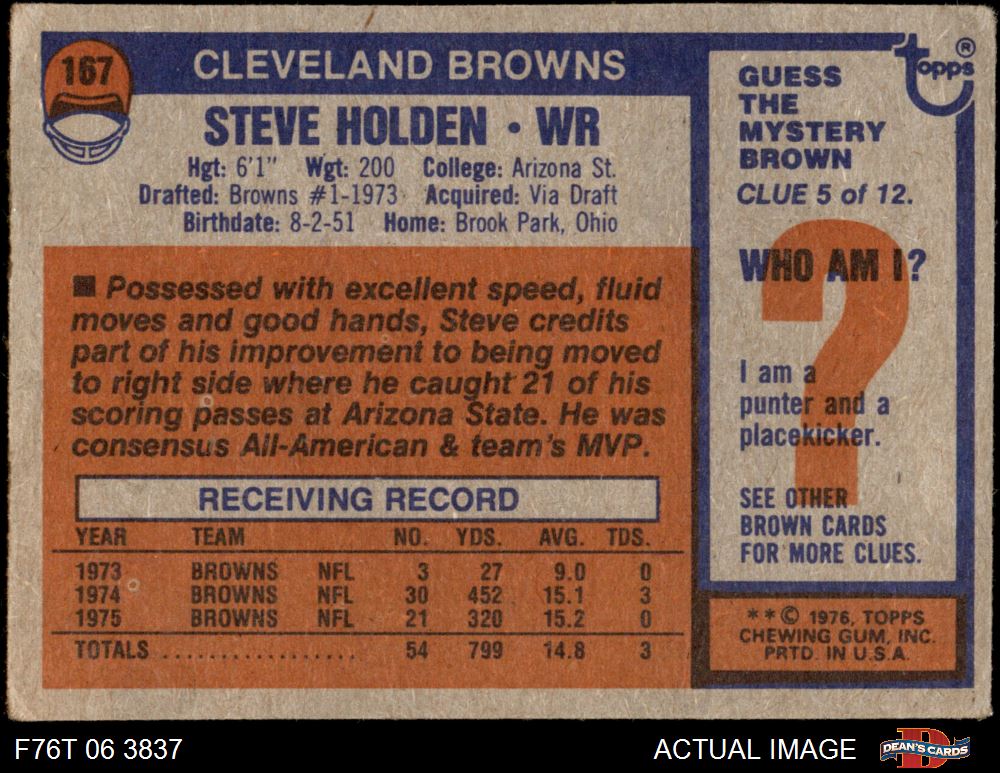 167
CLEVELAND BROWNS
STEVE HOLDEN • WR
Hgt: 6'1" Wgt: 200 College: Arizona St.
Drafted: Browns #1-1973 Acquired: Via Draft
Birthdate: 8-2-51 Home: Brook Park, Ohio
■ Possessed with excellent speed, fluid
moves and good hands, Steve credits
part of his improvement to being moved
to right side where he caught 21 of his
scoring passes at Arizona State. He was
consensus All-American & team's MVP.
RECEIVING RECORD
YEAR TEAM NO. YDS. AVG. TDS.
1973 BROWNS NFL 3 27 9.0 0
1974 BROWNS NFL 30 452 15.1 3
1975 BROWNS NFL 21 320 15.2 0
TOTALS ................. 54 799 14.8 3
topps ®
GUESS
THE
MYSTERY
BROWN
CLUE 5 of 12.
WHO AM I?
?
I am a
punter and a
placekicker.
SEE OTHER
BROWN CARDS
FOR MORE CLUES.
**© 1976, TOPPS
CHEWING GUM, INC.
PRTD. IN U.S.A.
F76T 06 3837
ACTUAL IMAGE
DEAN'S CARDS